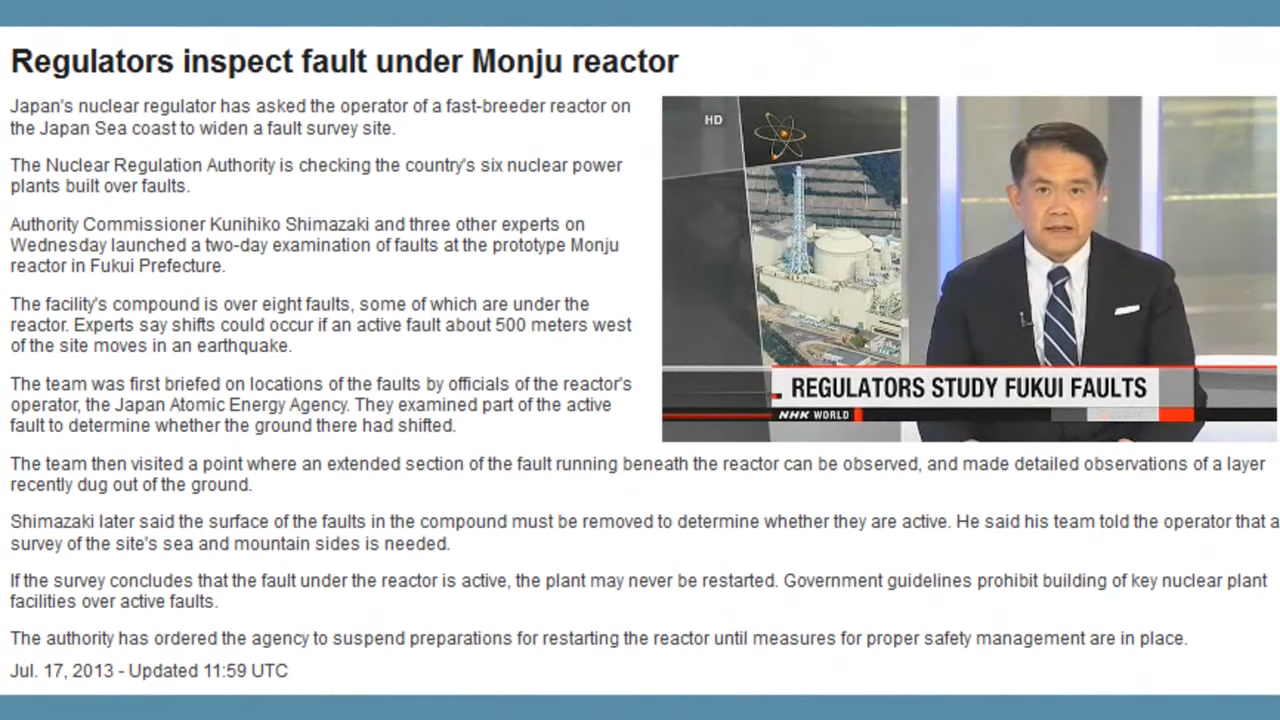 Regulators inspect fault under Monju reactor
Japan's nuclear regulator has asked the operator of a fast-breeder reactor on
the Japan Sea coast to widen a fault survey site.
The Nuclear Regulation Authority is checking the country's six nuclear power
plants built over faults.
Authority Commissioner Kunihiko Shimazaki and three other experts on
Wednesday launched a two-day examination of faults at the prototype Monju
reactor in Fukui Prefecture.
The facility's compound is over eight faults, some of which are under the
reactor. Experts say shifts could occur if an active fault about 500 meters west
of the site moves in an earthquake.
The team was first briefed on locations of the faults by officials of the reactor's
operator, the Japan Atomic Energy Agency. They examined part of the active
fault to determine whether the ground there had shifted.
HD
REGULATORS STUDY FUKUI FAULTS
NHK WORLD
The team then visited a point where an extended section of the fault running beneath the reactor can be observed, and made detailed observations of a layer
recently dug out of the ground.
Shimazaki later said the surface of the faults in the compound must be removed to determine whether they are active. He said his team told the operator that a
survey of the site's sea and mountain sides is needed.
If the survey concludes that the fault under the reactor is active, the plant may never be restarted. Government guidelines prohibit building of key nuclear plant
facilities over active faults.
The authority has ordered the agency to suspend preparations for restarting the reactor until measures for proper safety management are in place.
Jul. 17, 2013 - Updated 11:59 UTC